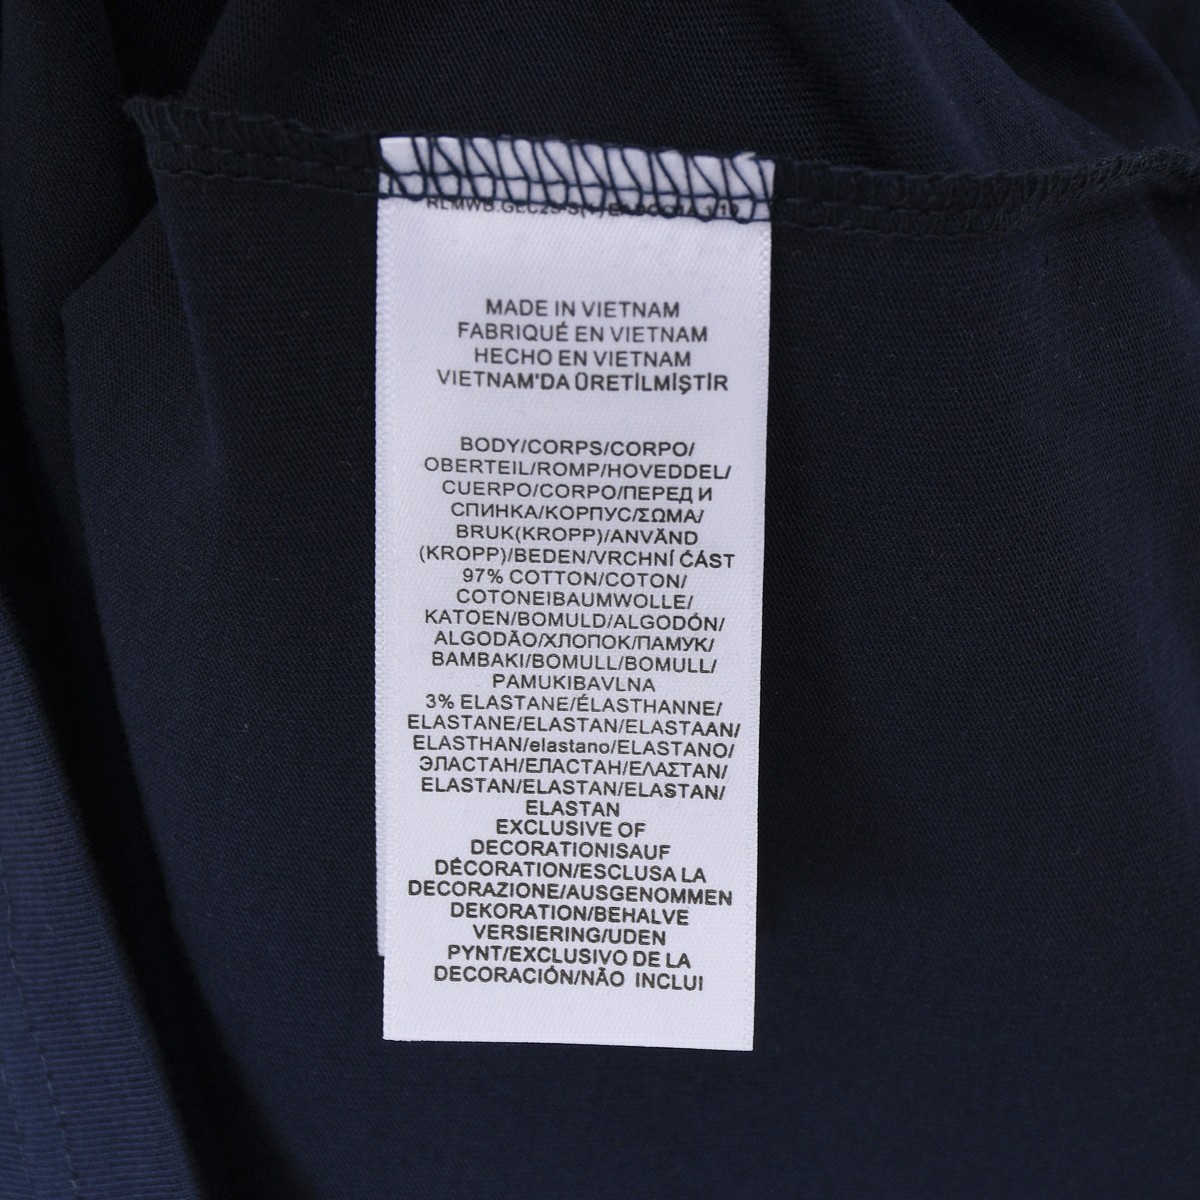 MADE IN VIETNAM
FABRIQUÉ EN VIETNAM
HECHO EN VIETNAM
VIETNAM'DA ÜRETİLMİŞTİR
BODY/CORPS/CORPO/
OBERTEIL/ROMP/HOVEDDEL/
CUERPO/CORPO/ПЕРЕД И
СПИНКА/КОРПУС/ΣΩΜΑ/
BRUK(KROPP)/ANVÄND
(KROPP)/BEDEN/VRCHNÍ ČÁST
97% COTTON/COTON/
COTONEIBAUMWOLLE/
KATOEN/BOMULD/ALGODÓN/
ALGODÃO/ХЛОПОК/ПАМУК/
BAMBAKI/BOMULL/BOMULL/
PAMUKIBAVLNA
3% ELASTANE/ÉLASTHANNE/
ELASTANE/ELASTAN/ELASTAAN/
ELASTHAN/elastano/ELASTANO/
ЭЛАСТАН/ЕЛАСТАН/ΕΛΑΣΤΑΝ/
ELASTAN/ELASTAN/ELASTAN/
ELASTAN
EXCLUSIVE OF
DECORATIONISAUF
DÉCORATION/ESCLUSA LA
DECORAZIONE/AUSGENOMMEN
DEKORATION/BEHALVE
VERSIERING/UDEN
PYNT/EXCLUSIVO DE LA
DECORACIÓN/NÃO INCLUI